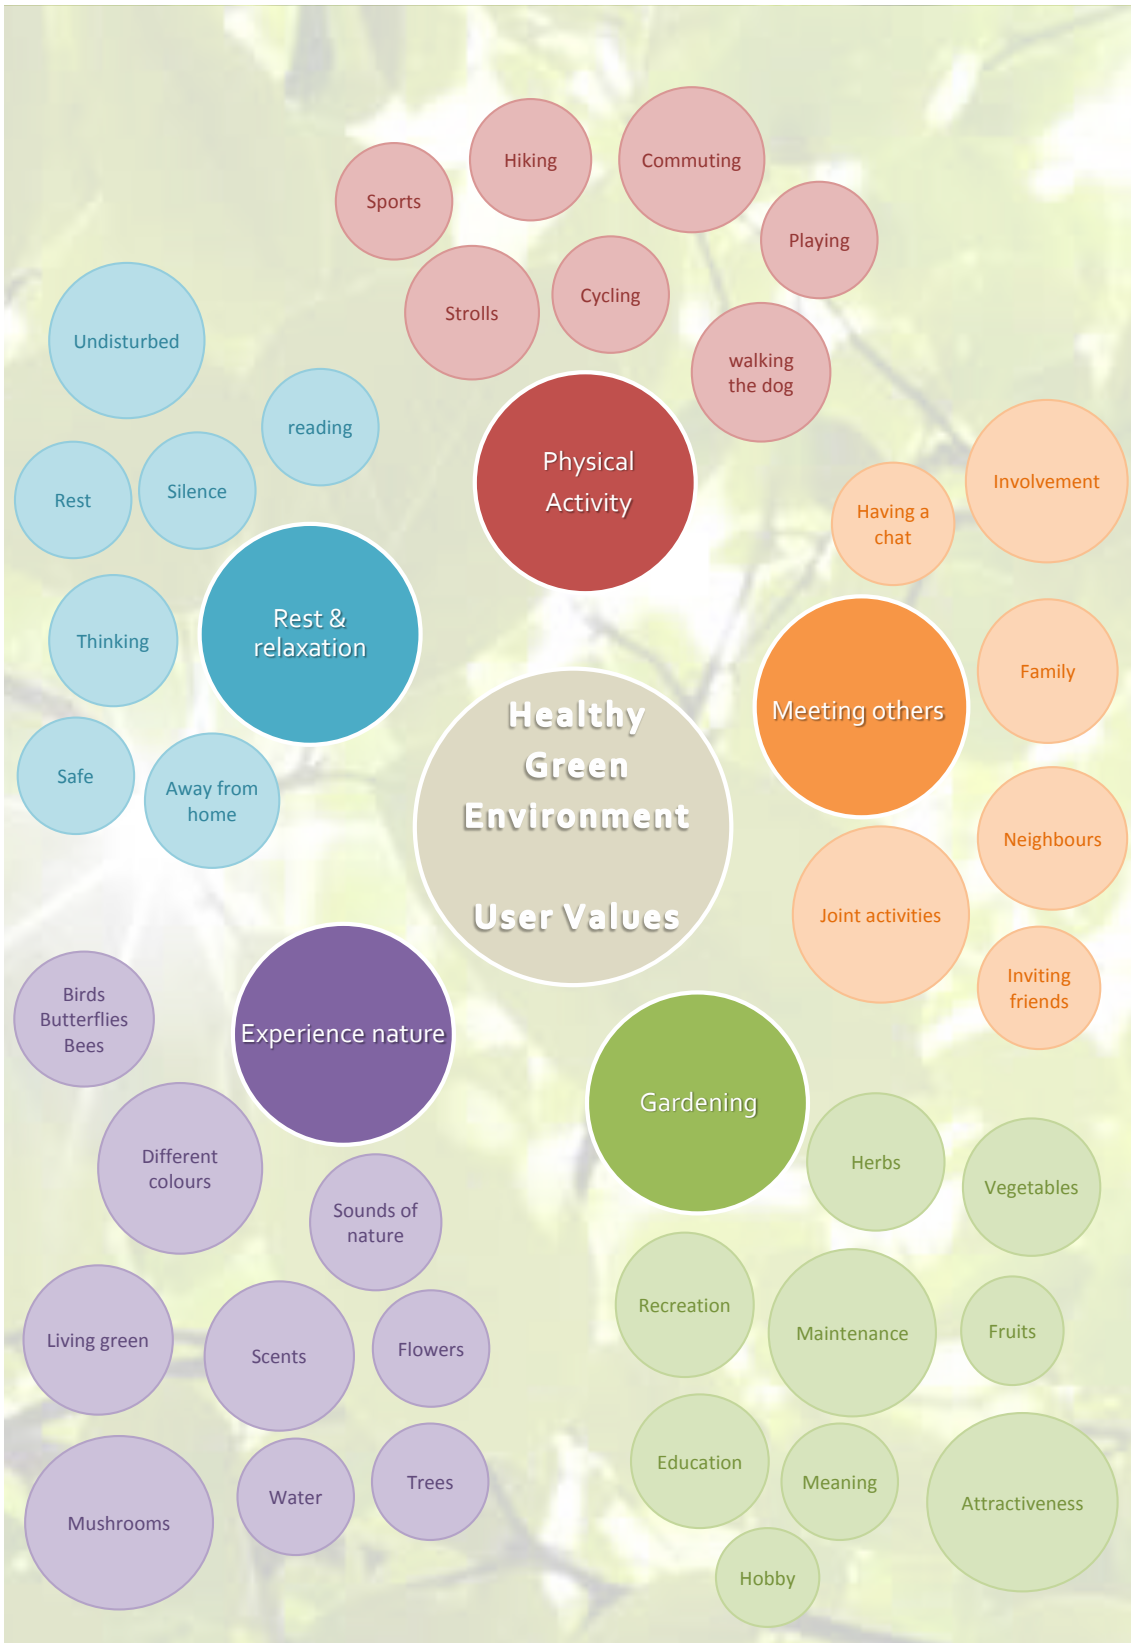 Hiking
Commuting
Sports
Playing
Cycling
Strolls
walking
the dog
Physical
Activity
Undisturbed
reading
Silence
Rest
Rest &
relaxation
Thinking
Safe
Away from
home
Involvement
Having a
chat
Family
Meeting others
Neighbours
Joint activities
Inviting
friends
Healthy
Green
Environment
User Values
Birds
Butterflies
Bees
Experience nature
Different
colours
Sounds of
nature
Living green
Scents
Flowers
Mushrooms
Water
Trees
Gardening
Herbs
Vegetables
Recreation
Maintenance
Fruits
Education
Meaning
Attractiveness
Hobby